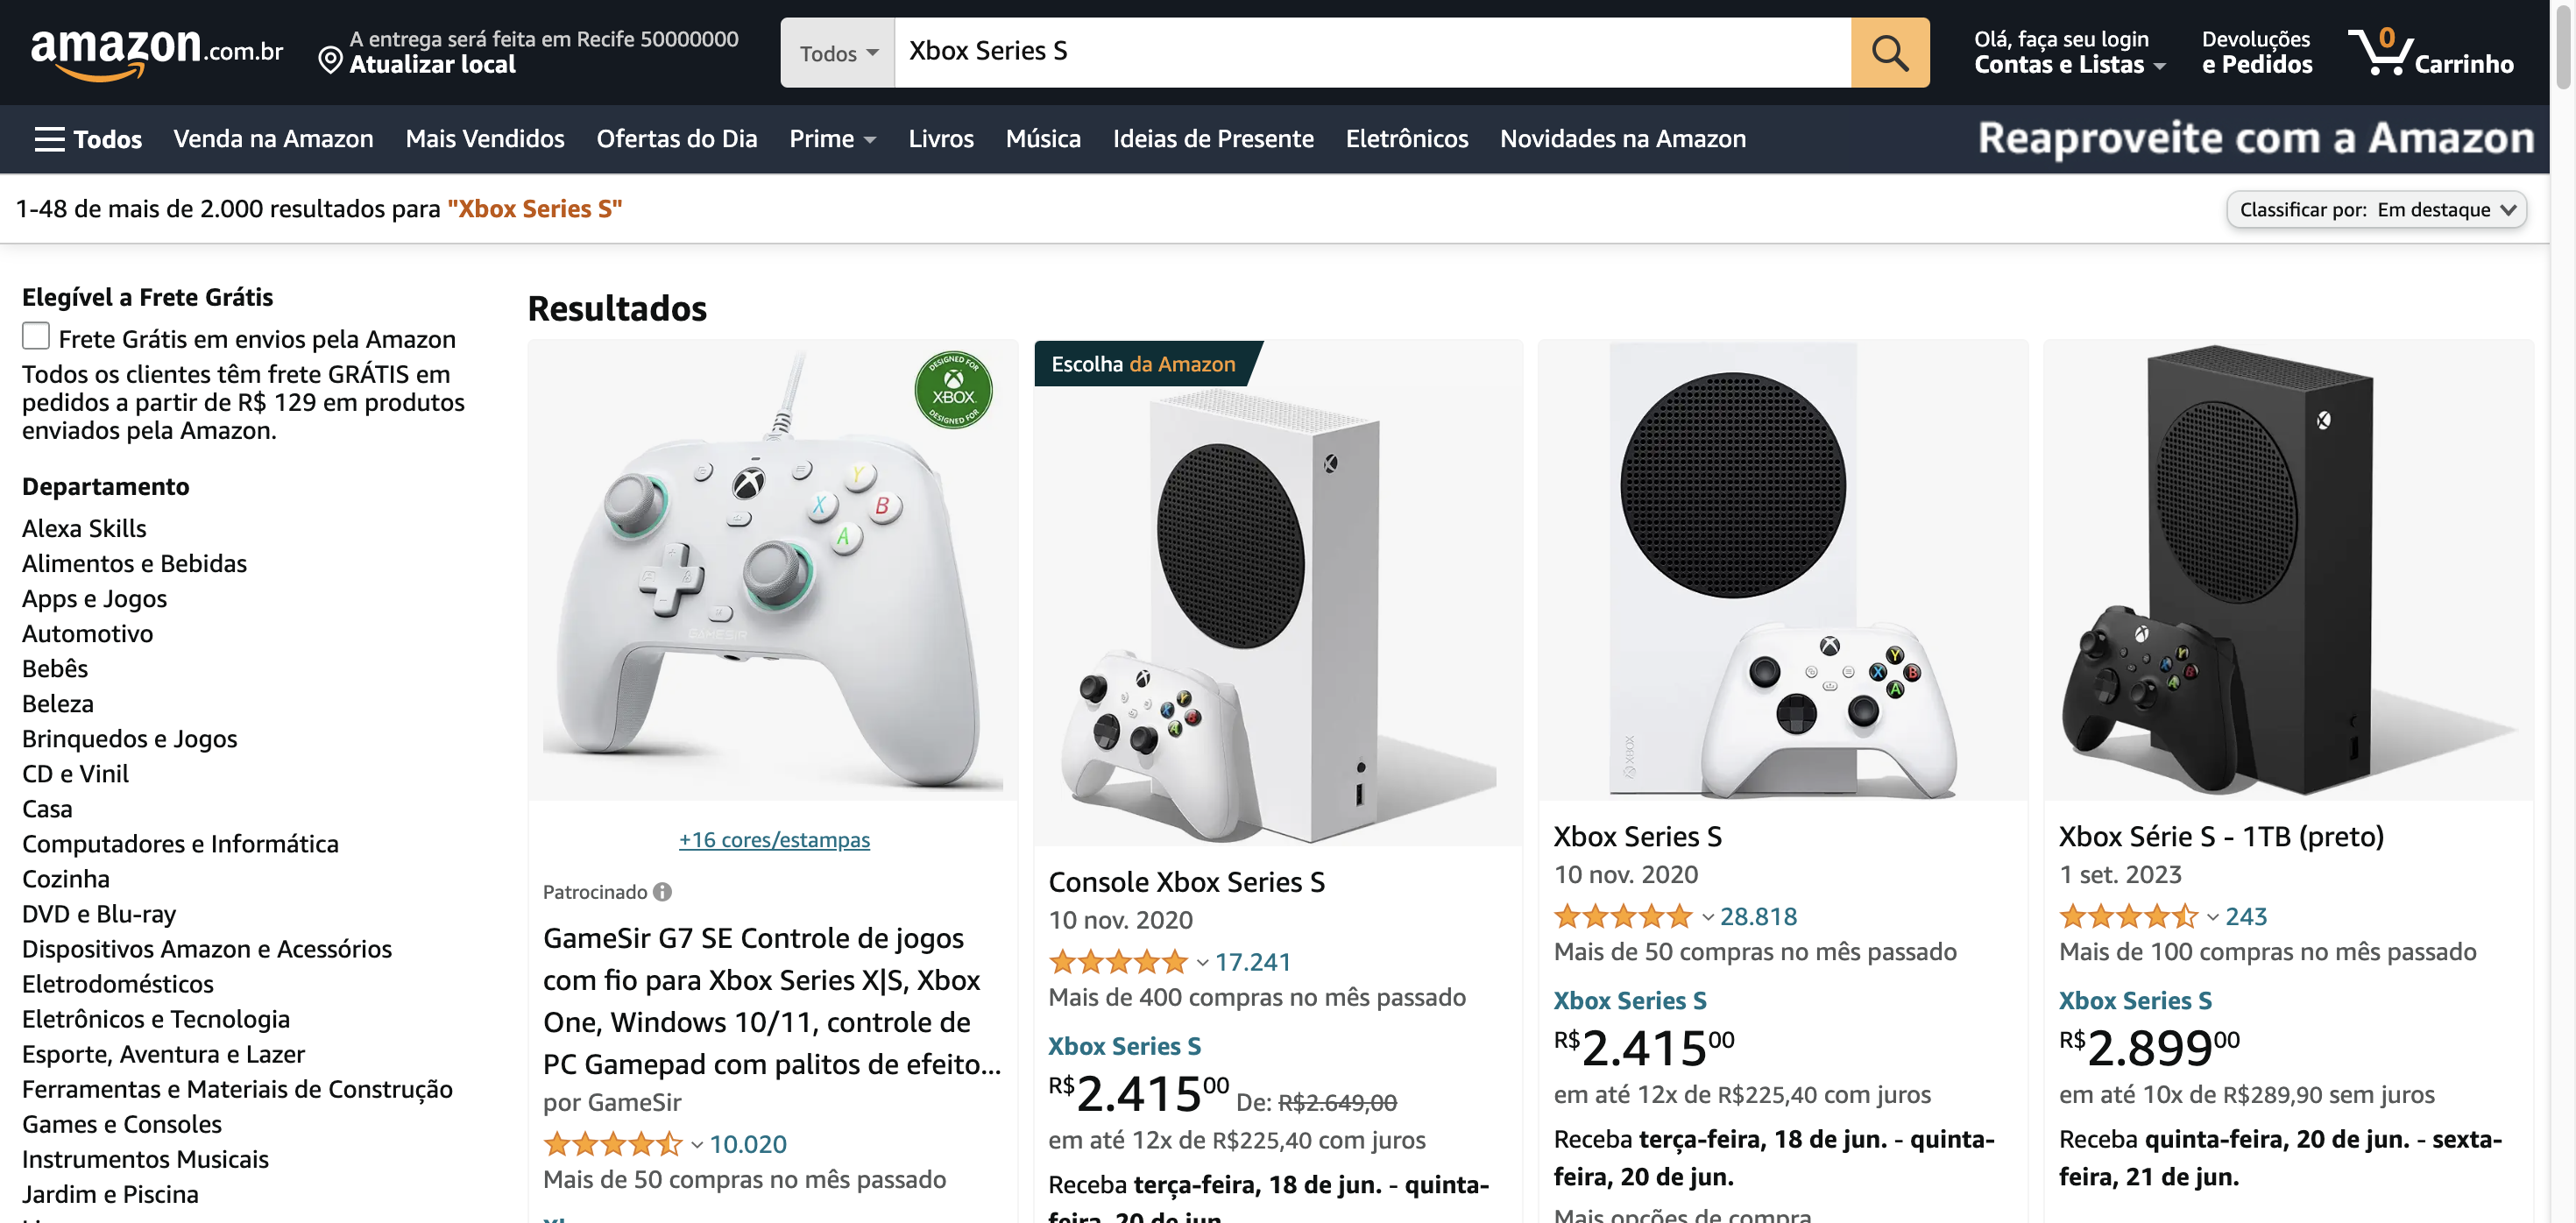 amazon.com.br
A entrega será feita em Recife 50000000
Atualizar local
Todos
Xbox Series S
Olá, faça seu login
Contas e Listas
Devoluções
e Pedidos
0
Carrinho
Todos
Venda na Amazon
Mais Vendidos
Ofertas do Dia
Prime
Livros
Música
Ideias de Presente
Eletrônicos
Novidades na Amazon
Reaproveite com a Amazon
1-48 de mais de 2.000 resultados para "Xbox Series S"
Classificar por: Em destaque
Elegível a Frete Grátis
Frete Grátis em envios pela Amazon
Todos os clientes têm frete GRÁTIS em
pedidos a partir de R$ 129 em produtos
enviados pela Amazon.
Departamento
Alexa Skills
Alimentos e Bebidas
Apps e Jogos
Automotivo
Bebês
Beleza
Brinquedos e Jogos
CD e Vinil
Casa
Computadores e Informática
Cozinha
DVD e Blu-ray
Dispositivos Amazon e Acessórios
Eletrodomésticos
Eletrônicos e Tecnologia
Esporte, Aventura e Lazer
Ferramentas e Materiais de Construção
Games e Consoles
Instrumentos Musicais
Jardim e Piscina
Resultados
DESIGNED FOR
XBOX
DESIGNED FOR
Y
X
B
A
GAMESIR
+16 cores/estampas
Patrocinado
GameSir G7 SE Controle de jogos
com fio para Xbox Series X|S, Xbox
One, Windows 10/11, controle de
PC Gamepad com palitos de efeito...
por GameSir
10.020
Mais de 50 compras no mês passado
Escolha da Amazon
Y
X
B
A
Console Xbox Series S
10 nov. 2020
17.241
Mais de 400 compras no mês passado
Xbox Series S
R$2.41500 De: R$2.649,00
em até 12x de R$225,40 com juros
Receba terça-feira, 18 de jun. - quinta-
feira, 20 de jun.
Y
X
B
A
XBOX
Xbox Series S
10 nov. 2020
28.818
Mais de 50 compras no mês passado
Xbox Series S
R$2.41500
em até 12x de R$225,40 com juros
Receba terça-feira, 18 de jun. - quinta-
feira, 20 de jun.
Mais opções de compra
Y
X
B
A
Xbox Série S - 1TB (preto)
1 set. 2023
243
Mais de 100 compras no mês passado
Xbox Series S
R$2.89900
em até 10x de R$289,90 sem juros
Receba quinta-feira, 20 de jun. - sexta-
feira, 21 de jun.